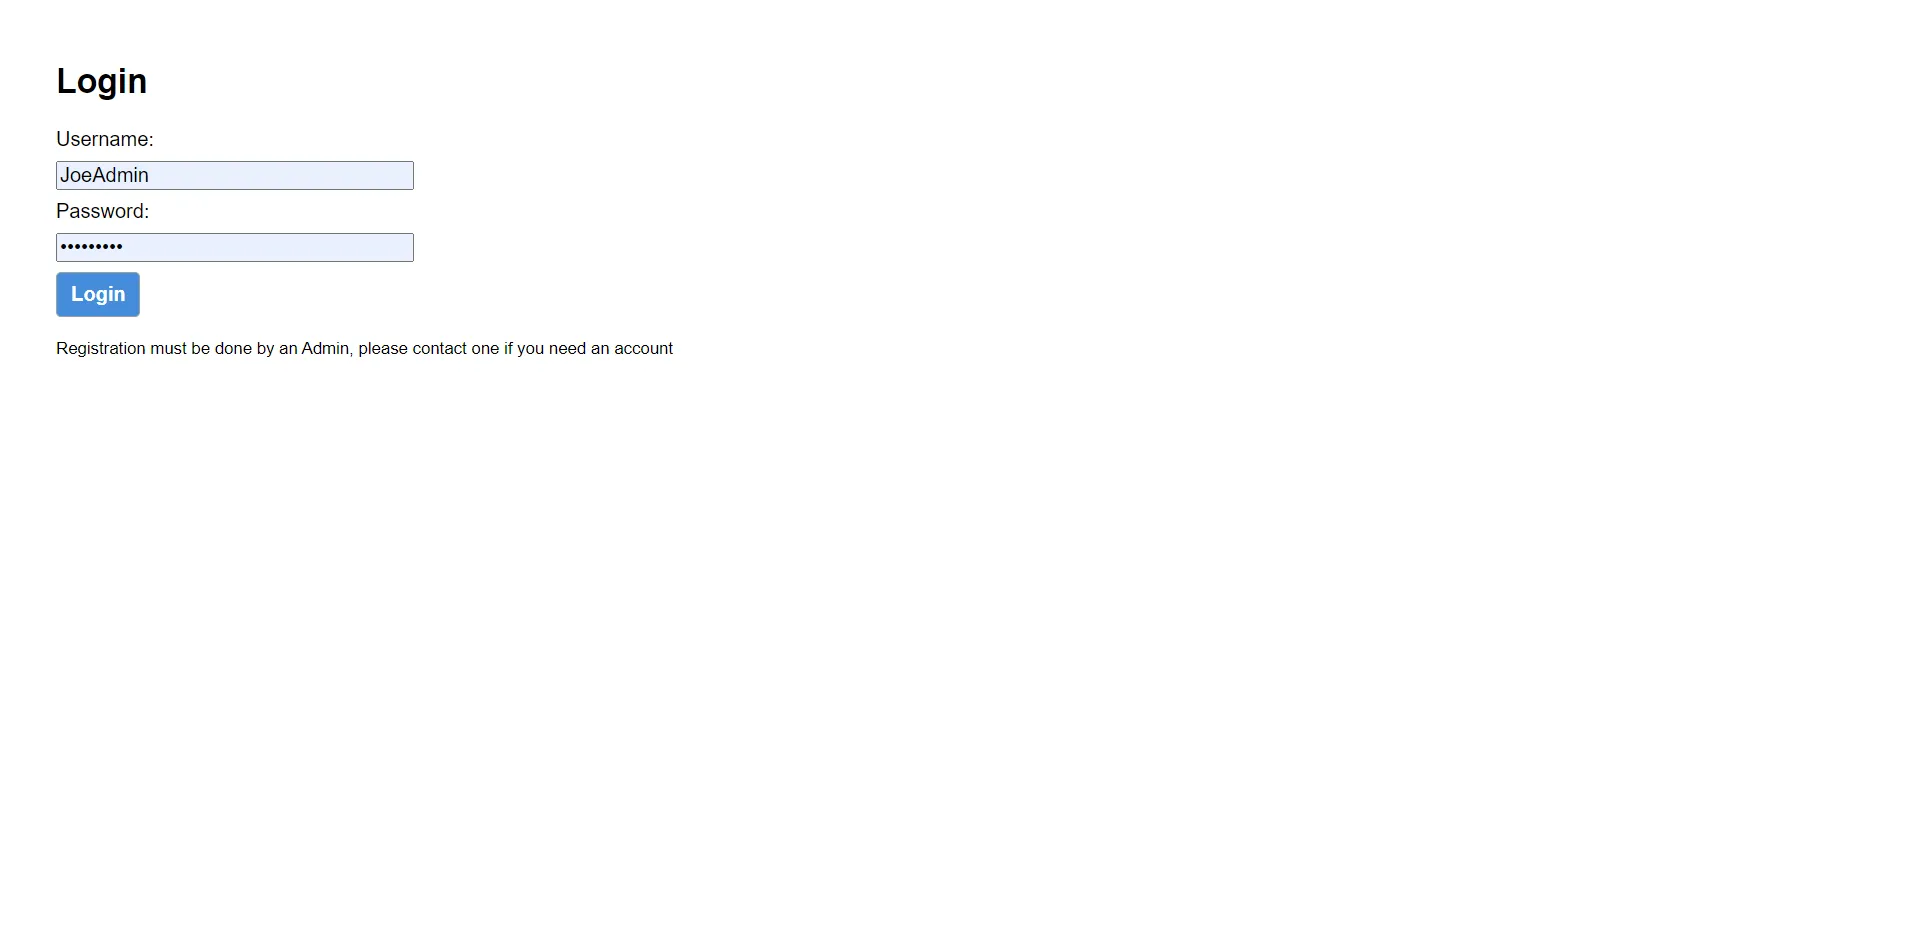 Login
Username:
JoeAdmin
Password:
•••••••••
Login
Registration must be done by an Admin, please contact one if you need an account